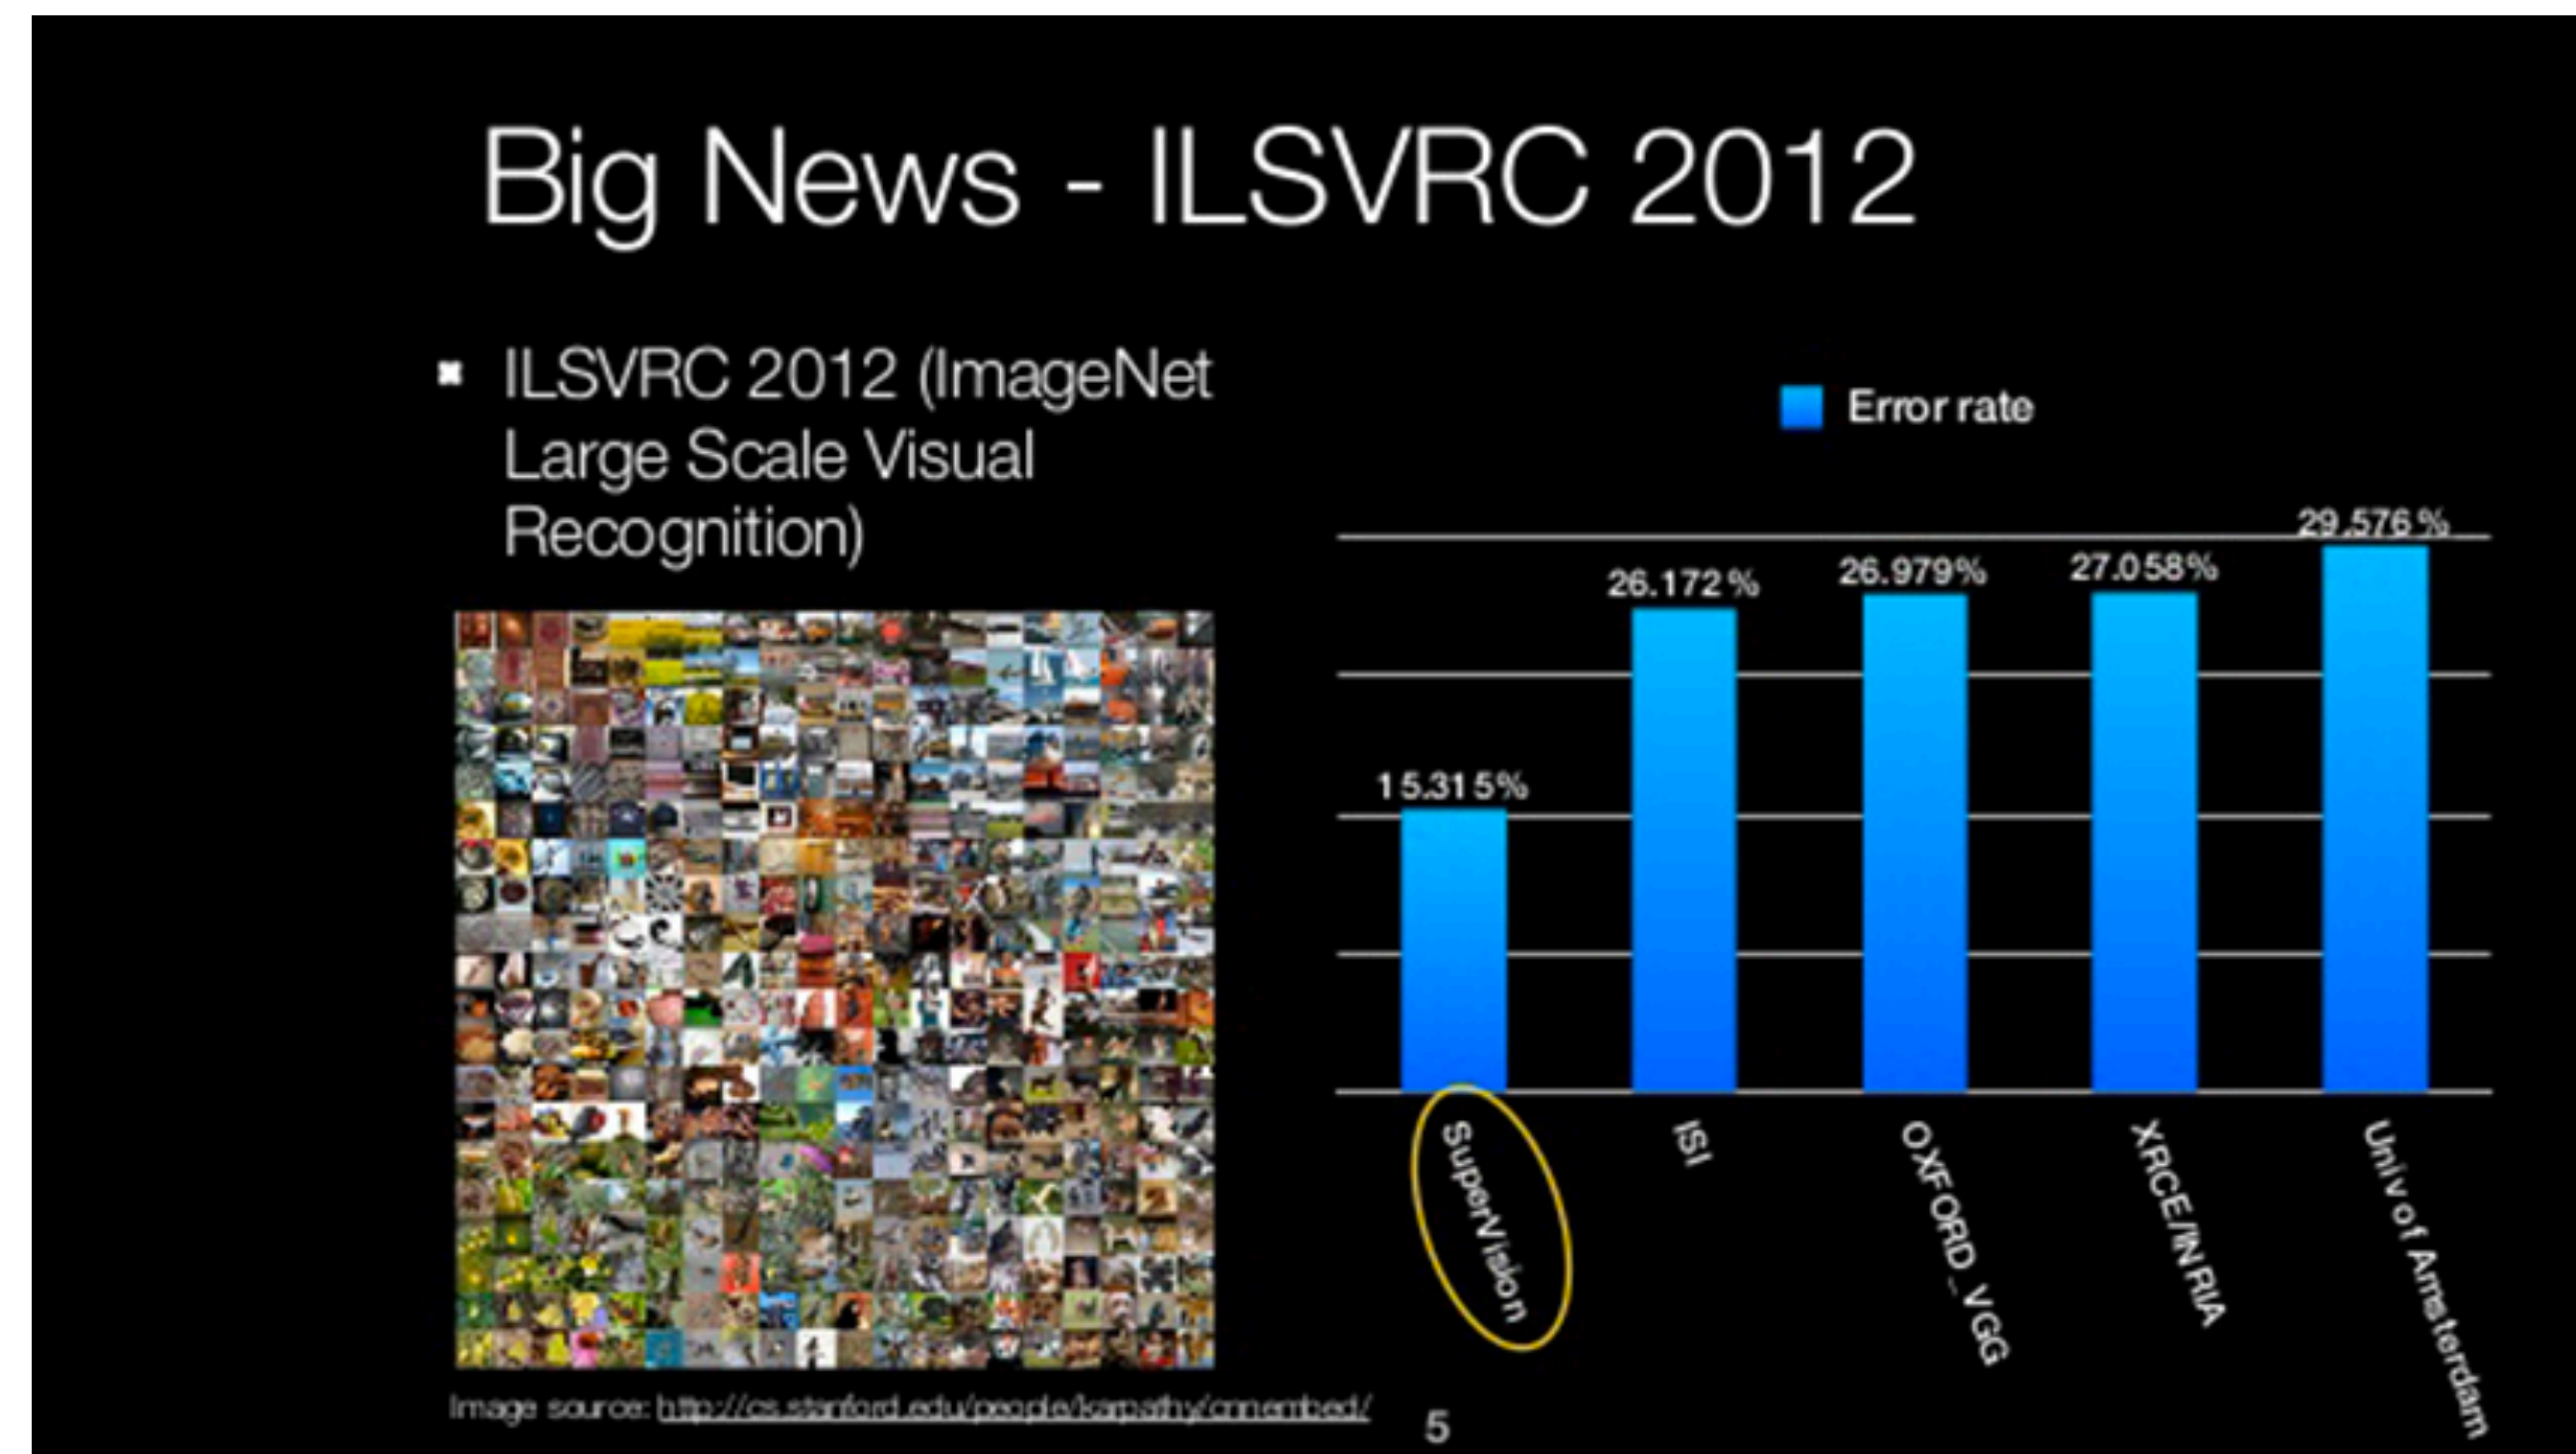 Big News - ILSVRC 2012
ILSVRC 2012 (ImageNet
Large Scale Visual
Recognition)
Error rate
15.315%
26.172%
26.979%
27.058%
29.576%
SuperVision
ISI
OXFORD_VGG
XRCE/INRIA
Univ of Amsterdam
Image source: http://cs.stanford.edu/people/karpathy/cnnembed/
5